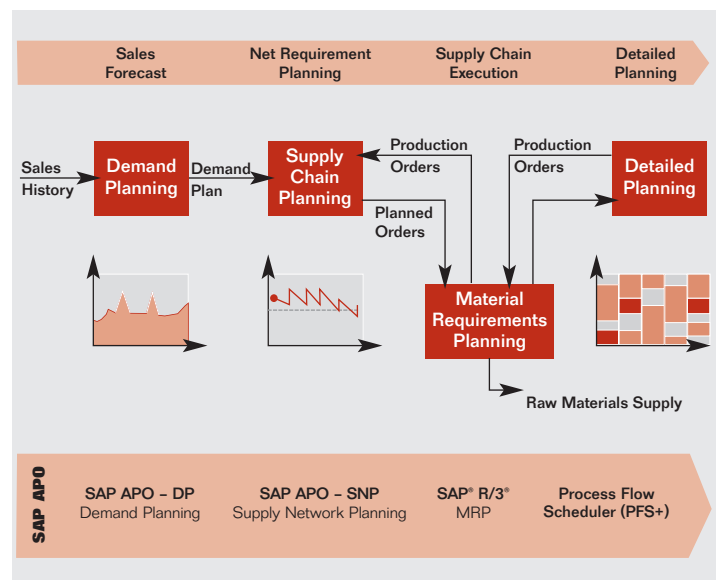 Sales
Forecast
Net Requirement
Planning
Supply Chain
Execution
Detailed
Planning
Sales
History
Demand
Planning
Demand
Plan
Supply
Chain
Planning
Production
Orders
Planned
Orders
Production
Orders
Detailed
Planning
Material
Requirements
Planning
Raw Materials Supply
SAP APO
SAP APO – DP
Demand Planning
SAP APO – SNP
Supply Network Planning
SAP® R/3®
MRP
Process Flow
Scheduler (PFS+)